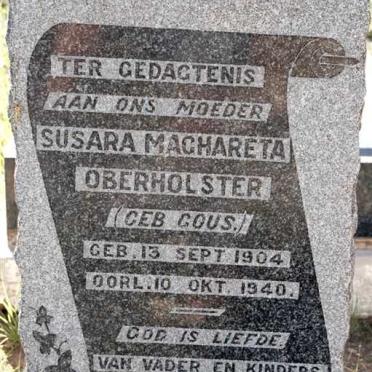 TER GEDAGTENIS
AAN ONS MOEDER
SUSARA MACHARETA
OBERHOLSTER
(GEB GOUS.)
GEB. 13 SEPT 1904
OORL. 10 OKT. 1940.
GOD IS LIEFDE.
VAN VADER EN KINDERS